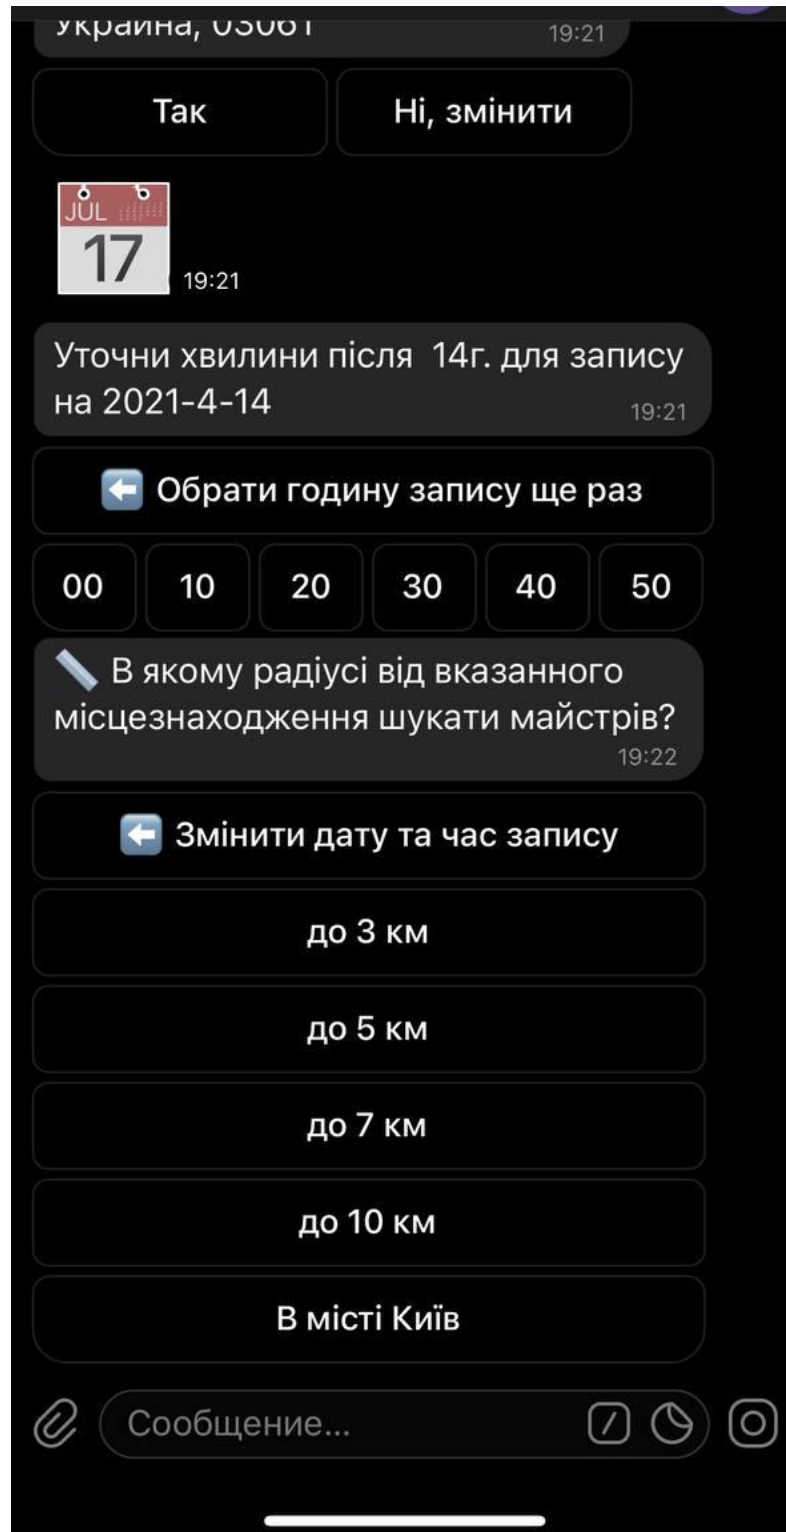 Украина, 03061
19:21
Так
Ні, змінити
JUL
17
19:21
Уточни хвилини після 14г. для запису
на 2021-4-14
19:21
Обрати годину запису ще раз
00 10 20 30 40 50
В якому радіусі від вказанного
місцезнаходження шукати майстрів?
19:22
Змінити дату та час запису
до 3 км
до 5 км
до 7 км
до 10 км
В місті Київ
Сообщение...